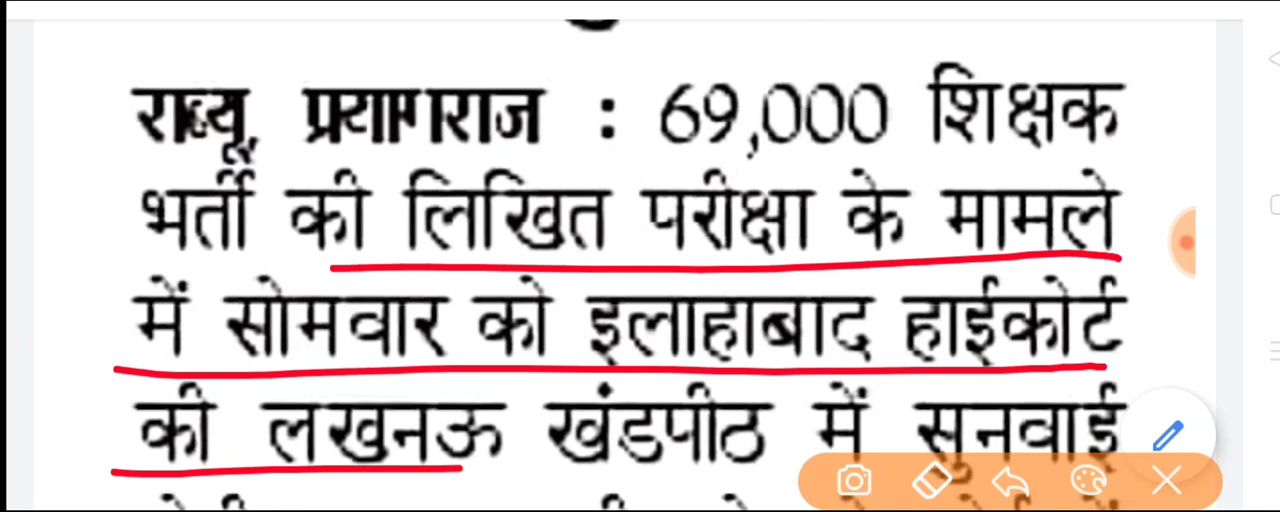 राब्यू, प्रयागराज : 69,000 शिक्षक
भर्ती की लिखित परीक्षा के मामले
में सोमवार को इलाहाबाद हाईकोर्ट
की लखनऊ खंडपीठ में सुनवाई